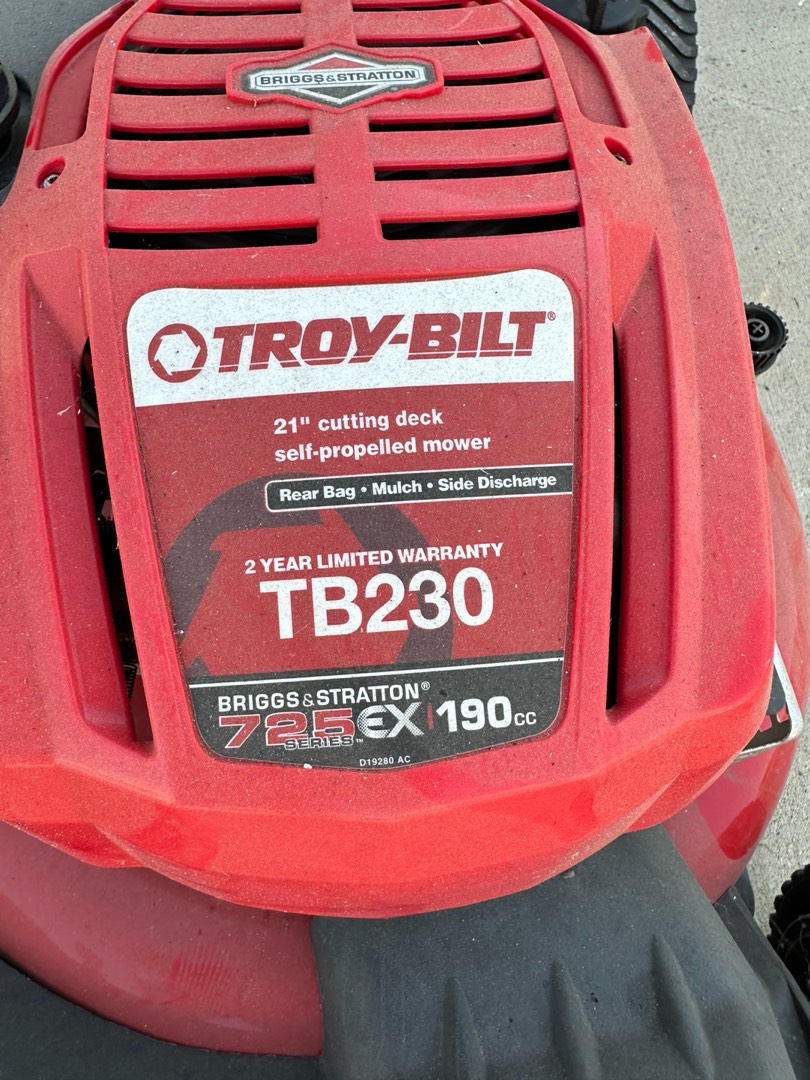 BRIGGS&STRATTON
TROY-BILT®
21" cutting deck
self-propelled mower
Rear Bag • Mulch • Side Discharge
2 YEAR LIMITED WARRANTY
TB230
BRIGGS&STRATTON®
725EX 190cc
SERIES™
D19280 AC